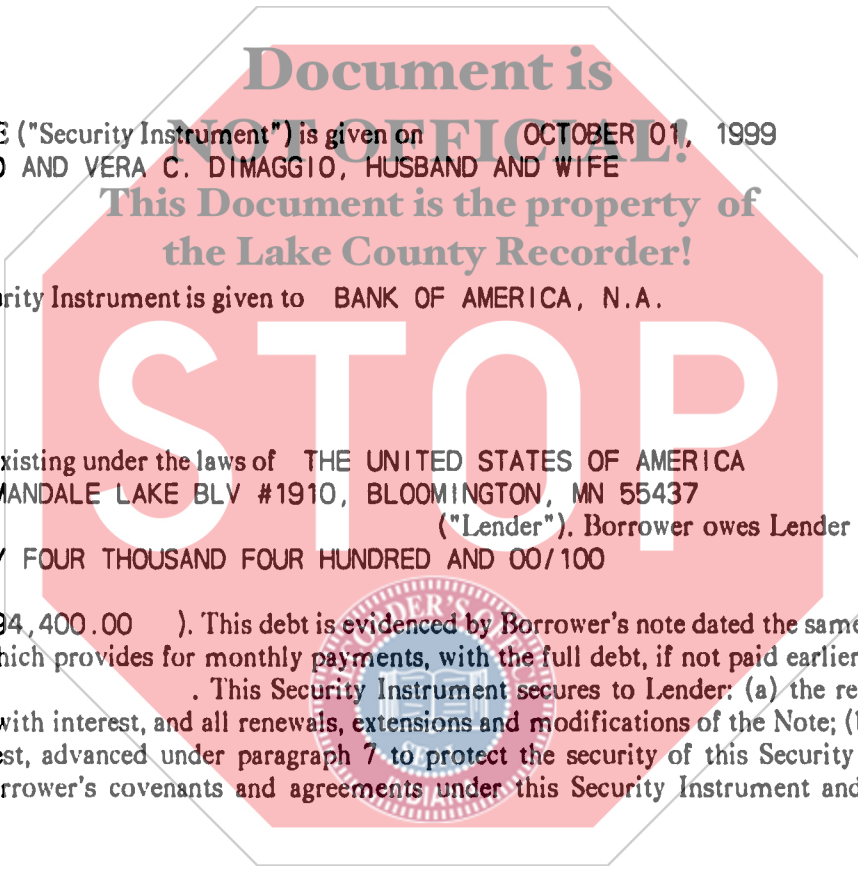 Document is
NOT OFFICIAL!
("Security Instrument") is given on OCTOBER 01, 1999
AND VERA C. DIMAGGIO, HUSBAND AND WIFE
This Document is the property of
the Lake County Recorder!
rity Instrument is given to BANK OF AMERICA, N.A.
STOP
xisting under the laws of THE UNITED STATES OF AMERICA
MANDALE LAKE BLV #1910, BLOOMINGTON, MN 55437
("Lender"). Borrower owes Lender
Y FOUR THOUSAND FOUR HUNDRED AND 00/100
94,400.00 ). This debt is evidenced by Borrower's note dated the same
hich provides for monthly payments, with the full debt, if not paid earlier
. This Security Instrument secures to Lender: (a) the re
with interest, and all renewals, extensions and modifications of the Note; (
est, advanced under paragraph 7 to protect the security of this Security
rrower's covenants and agreements under this Security Instrument and
SEAL